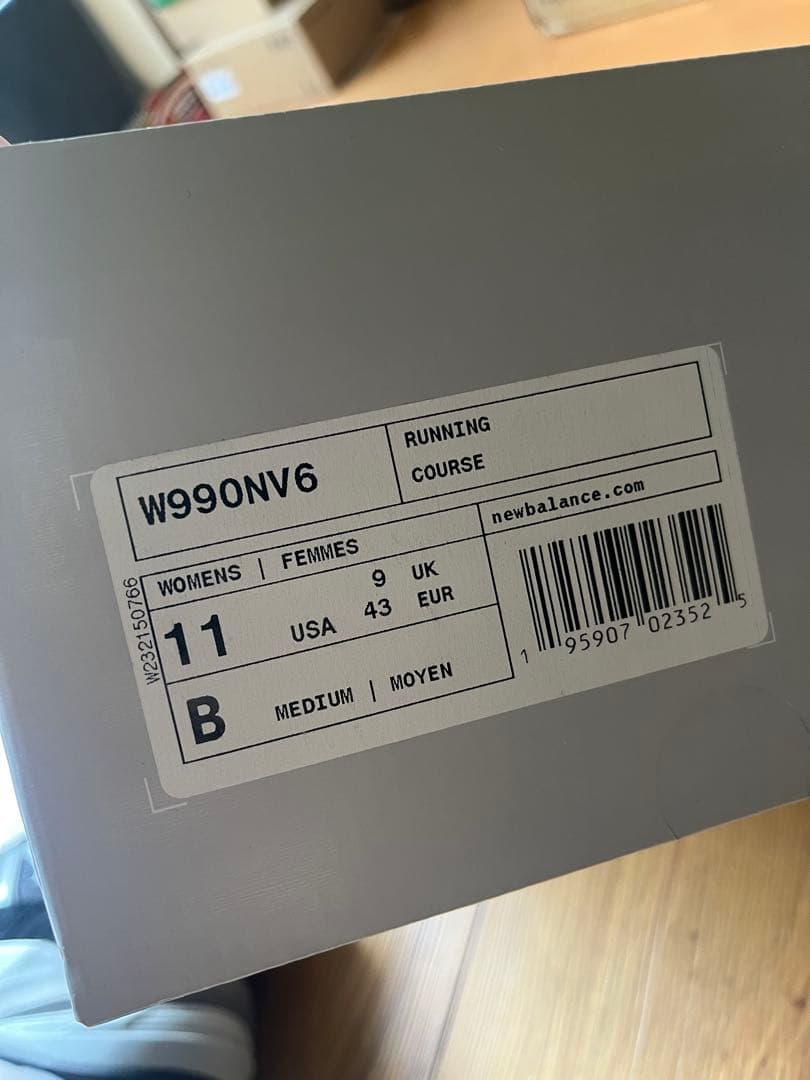 W990NV6
RUNNING
COURSE
newbalance.com
WOMENS | FEMMES
11 USA 9 UK
43 EUR
B MEDIUM | MOYEN
W232150766
1 95907 02352 5